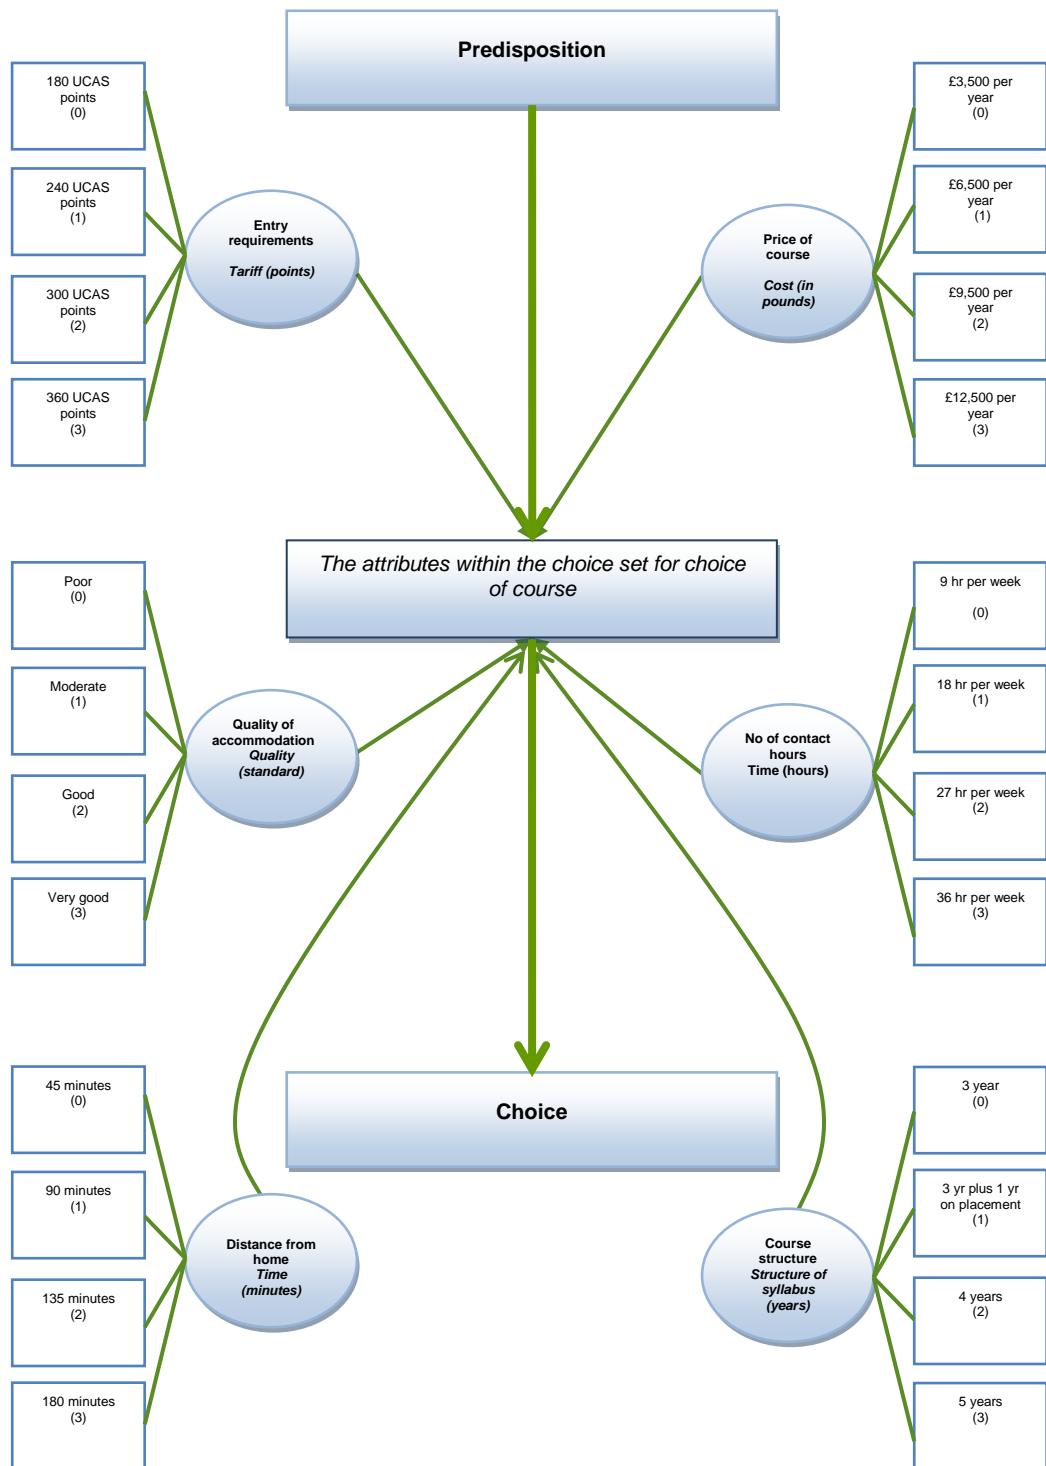 Predisposition
180 UCAS
points
(0)
240 UCAS
points
(1)
300 UCAS
points
(2)
360 UCAS
points
(3)
Entry
requirements
Tariff (points)
Price of
course
Cost (in
pounds)
£3,500 per
year
(0)
£6,500 per
year
(1)
£9,500 per
year
(2)
£12,500 per
year
(3)
The attributes within the choice set for choice
of course
Poor
(0)
Moderate
(1)
Good
(2)
Very good
(3)
Quality of
accommodation
Quality
(standard)
No of contact
hours
Time (hours)
9 hr per week
(0)
18 hr per week
(1)
27 hr per week
(2)
36 hr per week
(3)
Choice
45 minutes
(0)
90 minutes
(1)
135 minutes
(2)
180 minutes
(3)
Distance from
home
Time
(minutes)
Course
structure
Structure of
syllabus
(years)
3 year
(0)
3 yr plus 1 yr
on placement
(1)
4 years
(2)
5 years
(3)